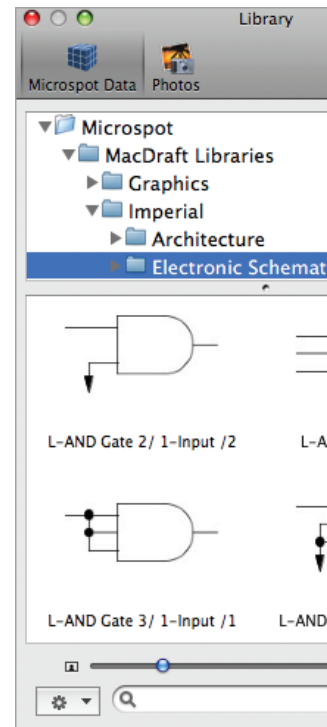 Library
Microspot Data Photos
Microspot
MacDraft Libraries
Graphics
Imperial
Architecture
Electronic Schemat
L-AND Gate 2/ 1-Input /2 L-A
L-AND Gate 3/ 1-Input /1 L-AND